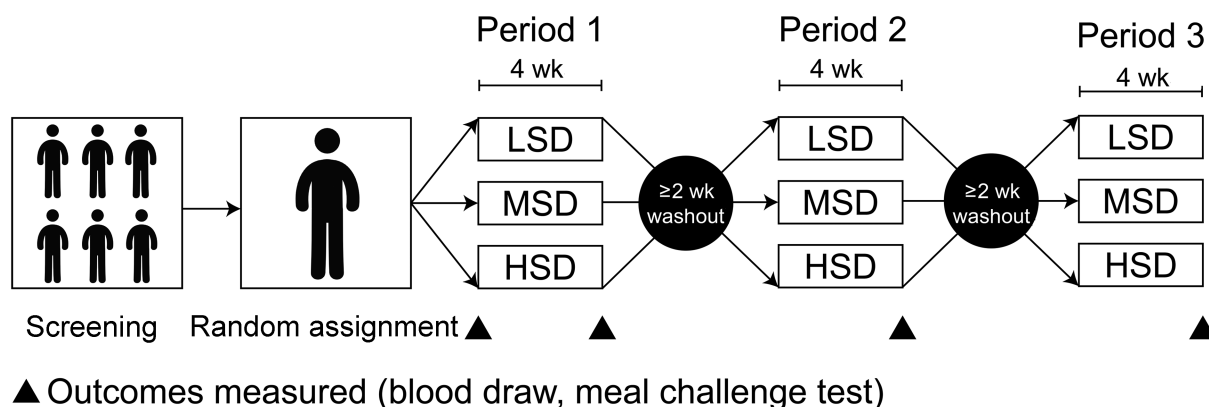 Period 1
Period 2
Period 3
4 wk
4 wk
4 wk
LSD
LSD
LSD
MSD
≥2 wk
washout
MSD
≥2 wk
washout
MSD
HSD
HSD
HSD
Screening
Random assignment
Outcomes measured (blood draw, meal challenge test)